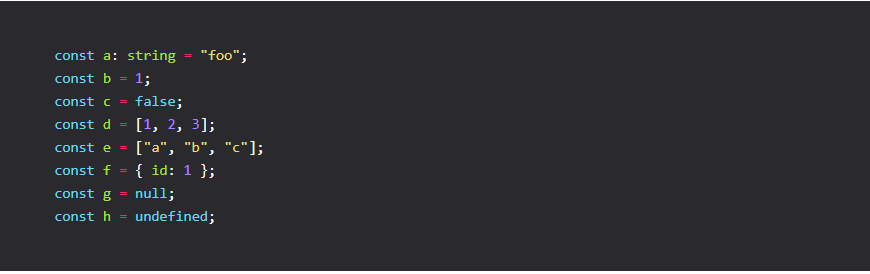 const a: string = "foo";
const b = 1;
const c = false;
const d = [1, 2, 3];
const e = ["a", "b", "c"];
const f = { id: 1 };
const g = null;
const h = undefined;